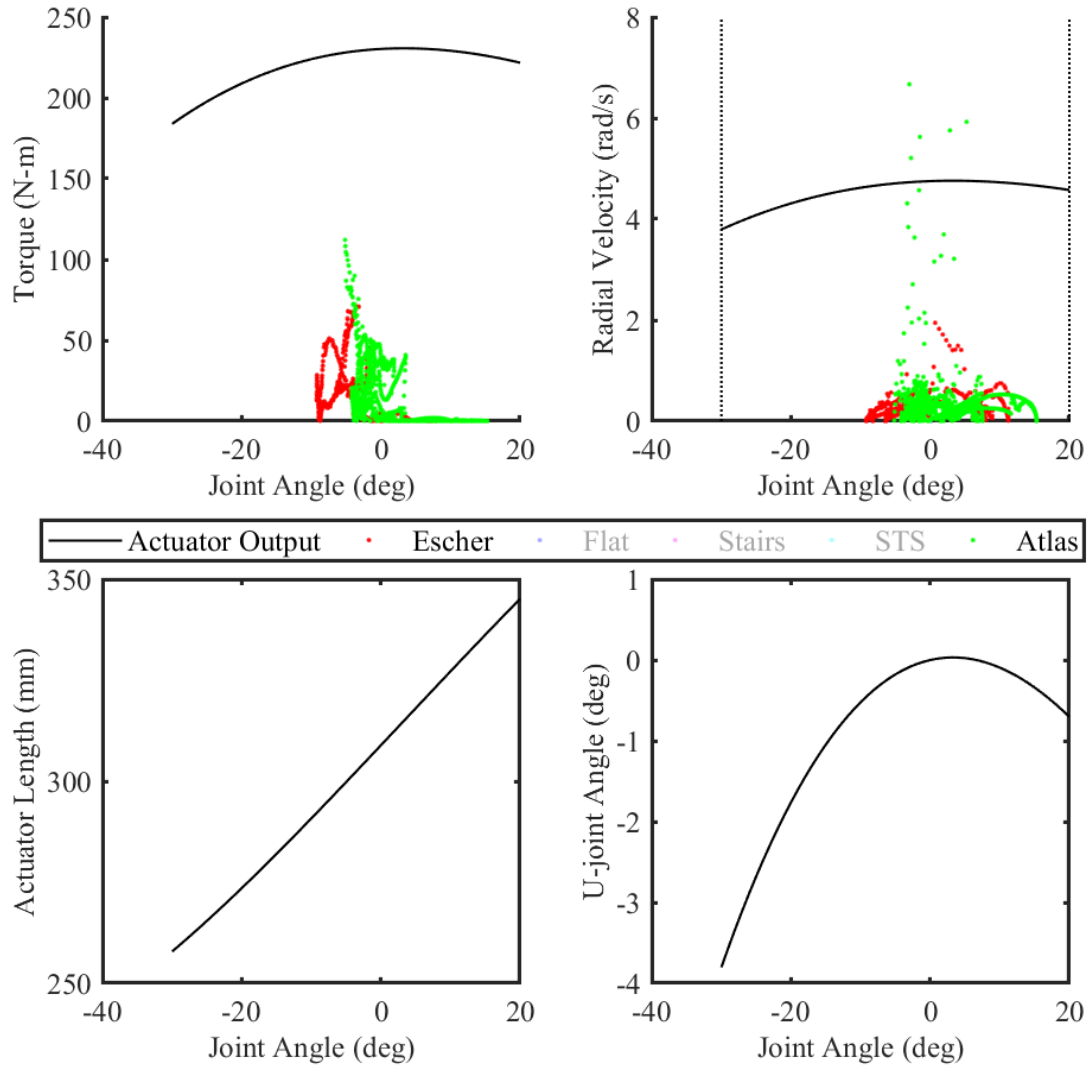 250
200
150
100
50
0
-40 -20 0 20
Torque (N-m)
Joint Angle (deg)
8
6
4
2
0
-40 -20 0 20
Radial Velocity (rad/s)
Joint Angle (deg)
Actuator Output Escher Flat Stairs STS Atlas
350
300
250
-40 -20 0 20
Actuator Length (mm)
Joint Angle (deg)
1
0
-1
-2
-3
-4
-40 -20 0 20
U-joint Angle (deg)
Joint Angle (deg)